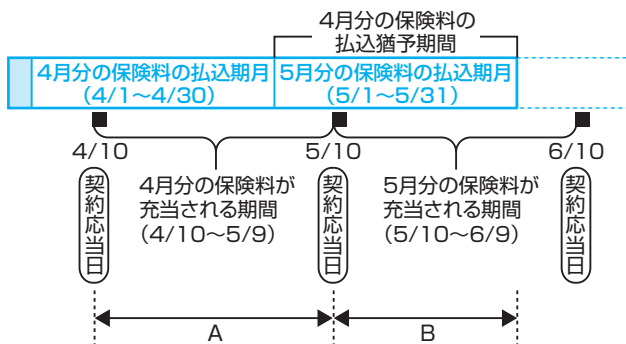 4月分の保険料の
払込猶予期間
4月分の保険料の払込期月
(4/1~4/30)
5月分の保険料の払込期月
(5/1~5/31)
4/10
5/10
6/10
契約応当日
4月分の保険料が
充当される期間
(4/10~5/9)
契約応当日
5月分の保険料が
充当される期間
(5/10~6/9)
契約応当日
A
B